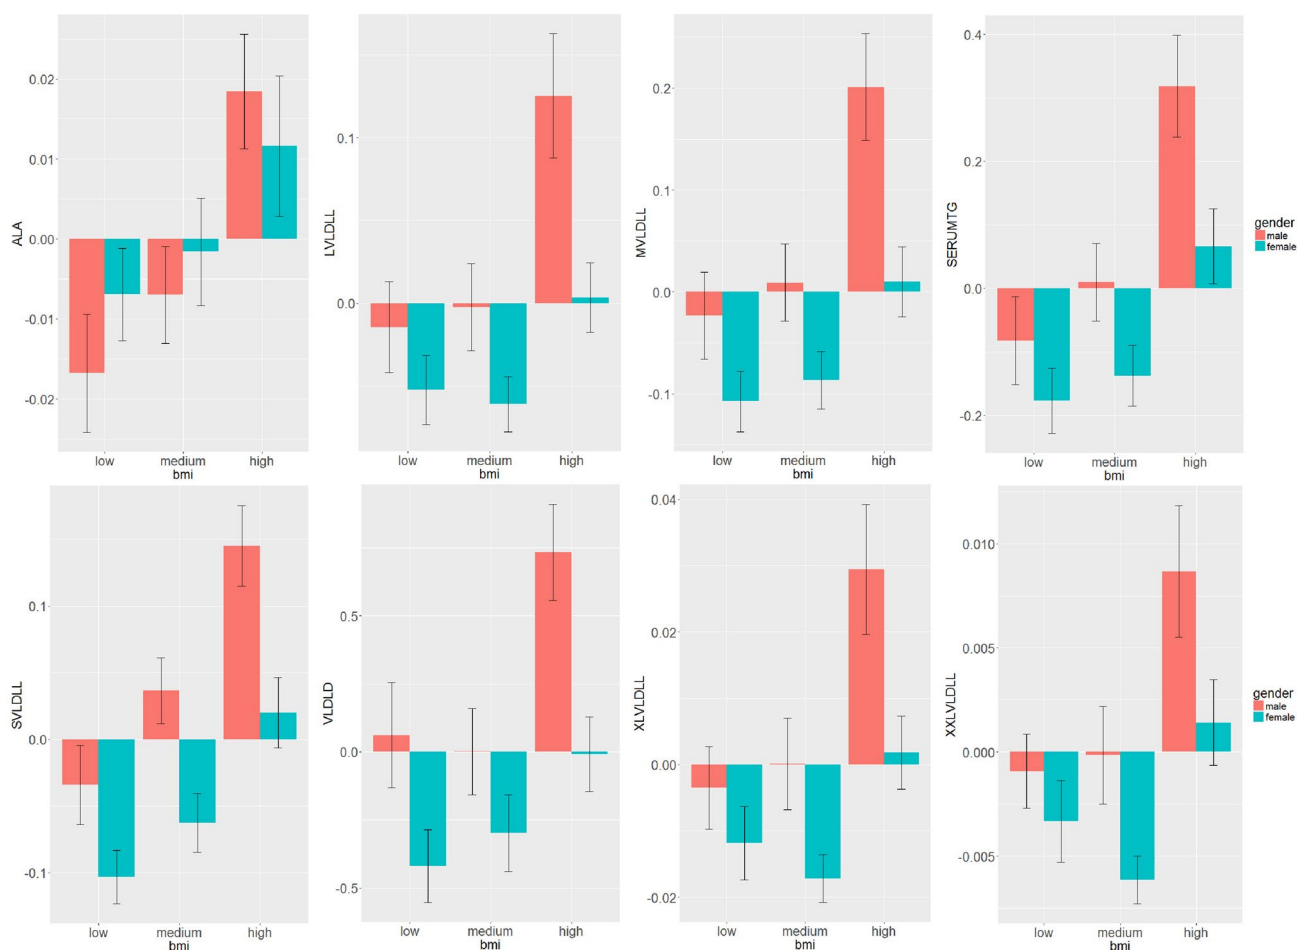 ALA
0.02
0.01
0.00
-0.01
-0.02
low medium high
bmi
LVLDLL
0.1
0.0
low medium high
bmi
MVLDLL
0.2
0.1
0.0
-0.1
low medium high
bmi
SERUMTG
0.4
0.2
0.0
-0.2
low medium high
bmi
gender
male
female
SVLDLL
0.1
0.0
-0.1
low medium high
bmi
VLDLD
0.5
0.0
-0.5
low medium high
bmi
XLVLDLL
0.04
0.02
0.00
-0.02
low medium high
bmi
XXLVLDLL
0.010
0.005
0.000
-0.005
low medium high
bmi
gender
male
female